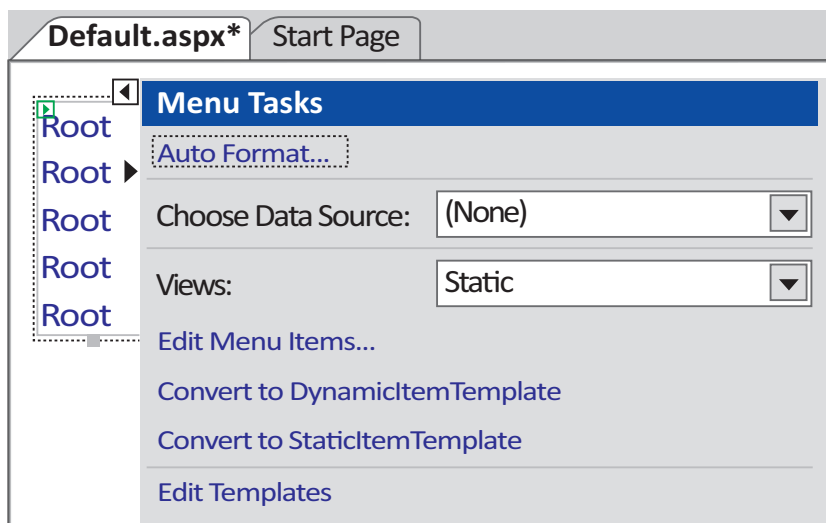 Default.aspx* Start Page
Menu Tasks
Root
Auto Format...
Root
Root
Choose Data Source: (None)
Root
Views: Static
Root
Edit Menu Items...
Convert to DynamicItemTemplate
Convert to StaticItemTemplate
Edit Templates